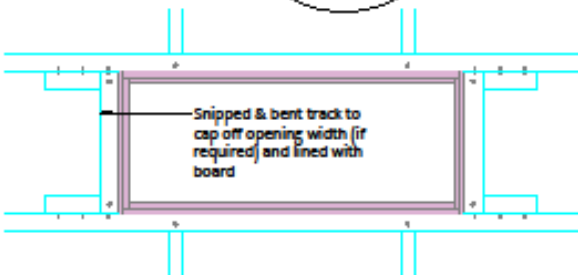 Snipped & bent track to
cap off opening width (if
required) and lined with
board